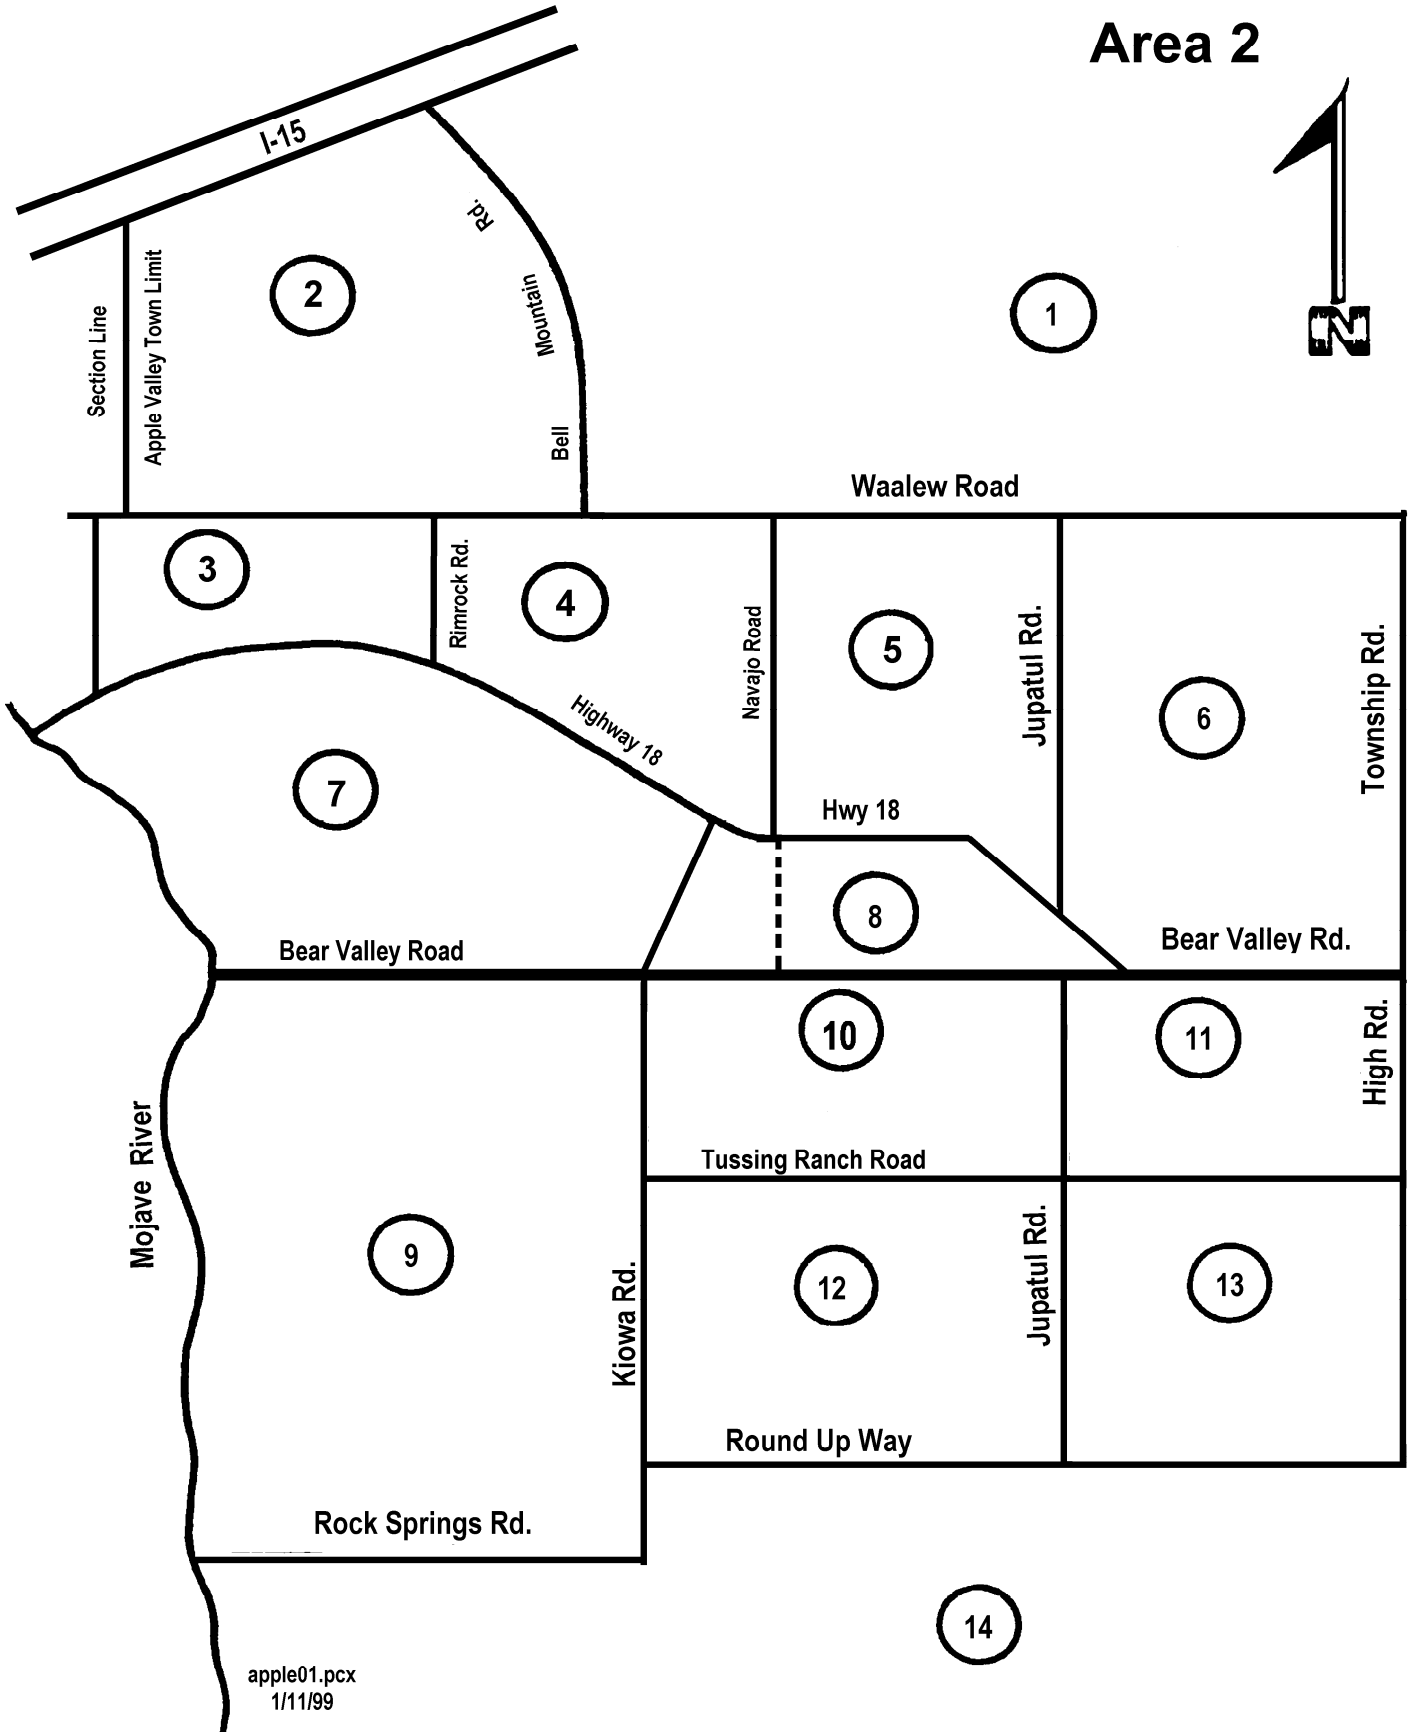 Area 2
I-15
Rd.
Mountain
Bell
Section Line
Apple Valley Town Limit
2
1
N
Waalew Road
3
Rimrock Rd.
4
Navajo Road
5
Jupatul Rd.
6
Township Rd.
Highway 18
7
Hwy 18
8
Bear Valley Road
Bear Valley Rd.
10
11
High Rd.
Mojave River
Tussing Ranch Road
9
Kiowa Rd.
12
Jupatul Rd.
13
Round Up Way
Rock Springs Rd.
14
apple01.pcx
1/11/99